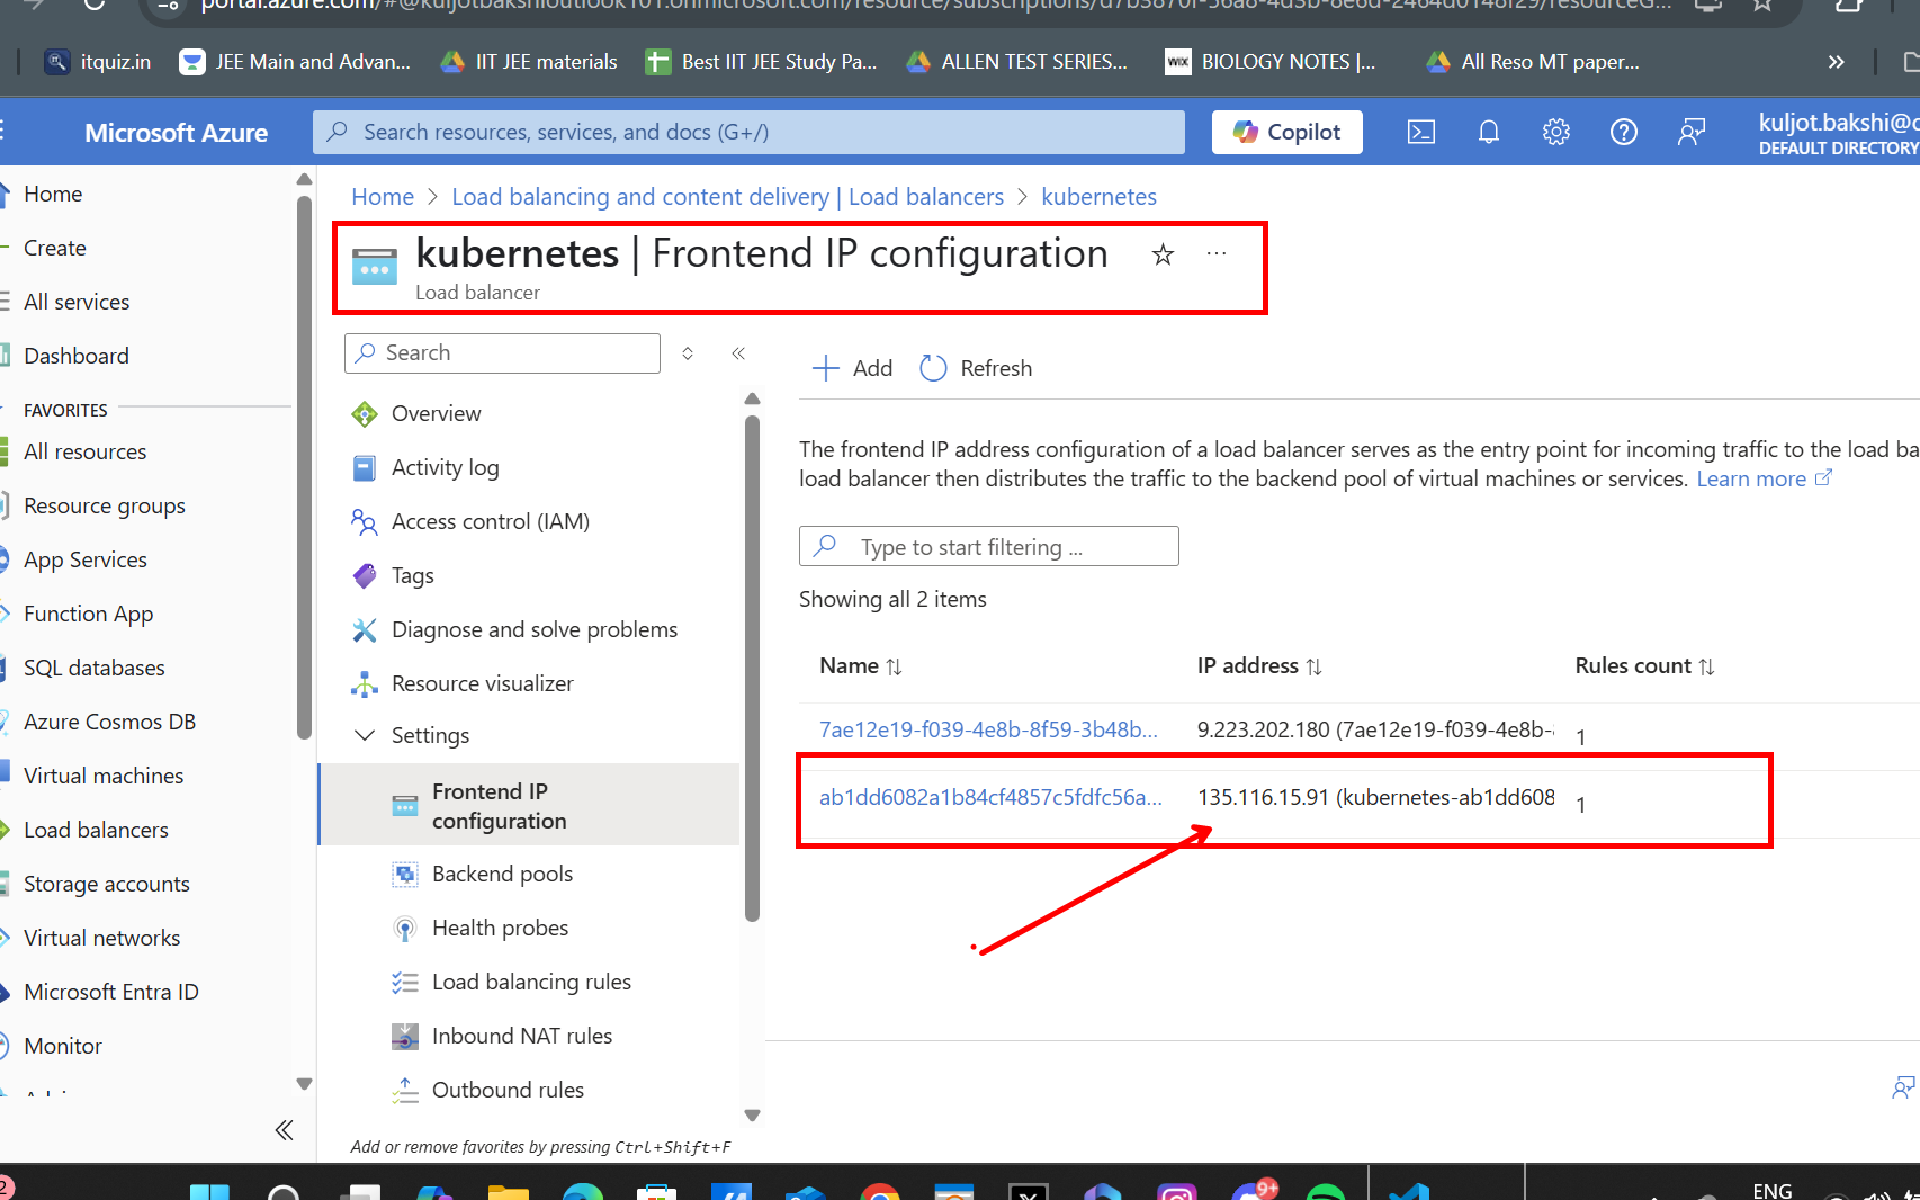 portal.azure.com/#@kuljotbakshioutlook101.onmicrosoft.com/resource/subscriptions/
itquiz.in
JEE Main and Advan...
IIT JEE materials
Best IIT JEE Study Pa...
ALLEN TEST SERIES...
WIX
BIOLOGY NOTES |...
All Reso MT paper...
»
Microsoft Azure
Search resources, services, and docs (G+/)
Copilot
kuljot.bakshi@
DEFAULT DIRECTORY
Home
Create
All services
Dashboard
FAVORITES
All resources
Resource groups
App Services
Function App
SQL databases
Azure Cosmos DB
Virtual machines
Load balancers
Storage accounts
Virtual networks
Microsoft Entra ID
Monitor
Home > Load balancing and content delivery | Load balancers > kubernetes
kubernetes | Frontend IP configuration
Load balancer
Search
Overview
Activity log
Access control (IAM)
Tags
Diagnose and solve problems
Resource visualizer
Settings
Frontend IP
configuration
Backend pools
Health probes
Load balancing rules
Inbound NAT rules
Outbound rules
Add or remove favorites by pressing Ctrl+Shift+F
Add
Refresh
The frontend IP address configuration of a load balancer serves as the entry point for incoming traffic to the load ba
load balancer then distributes the traffic to the backend pool of virtual machines or services. Learn more
Type to start filtering ...
Showing all 2 items
Name
IP address
Rules count
7ae12e19-f039-4e8b-8f59-3b48b...
9.223.202.180 (7ae12e19-f039-4e8b-
1
ab1dd6082a1b84cf4857c5fdfc56a...
135.116.15.91 (kubernetes-ab1dd608
1
2
9+
ENG